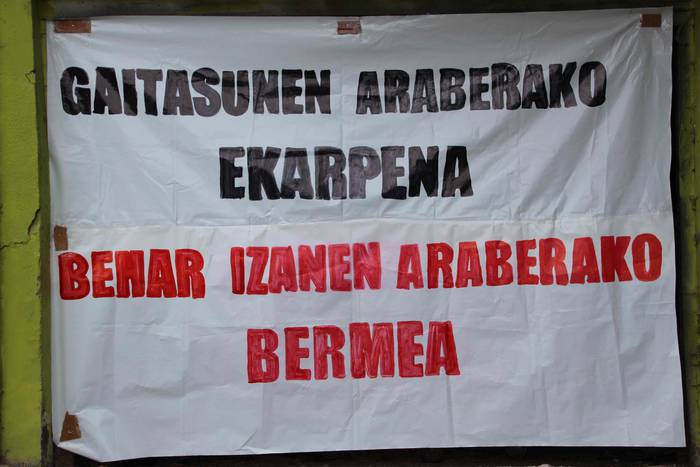 GAITASUNEN ARABERAKO
EKARPENA
BEHAR IZANEN ARABERAKO
BERMEA